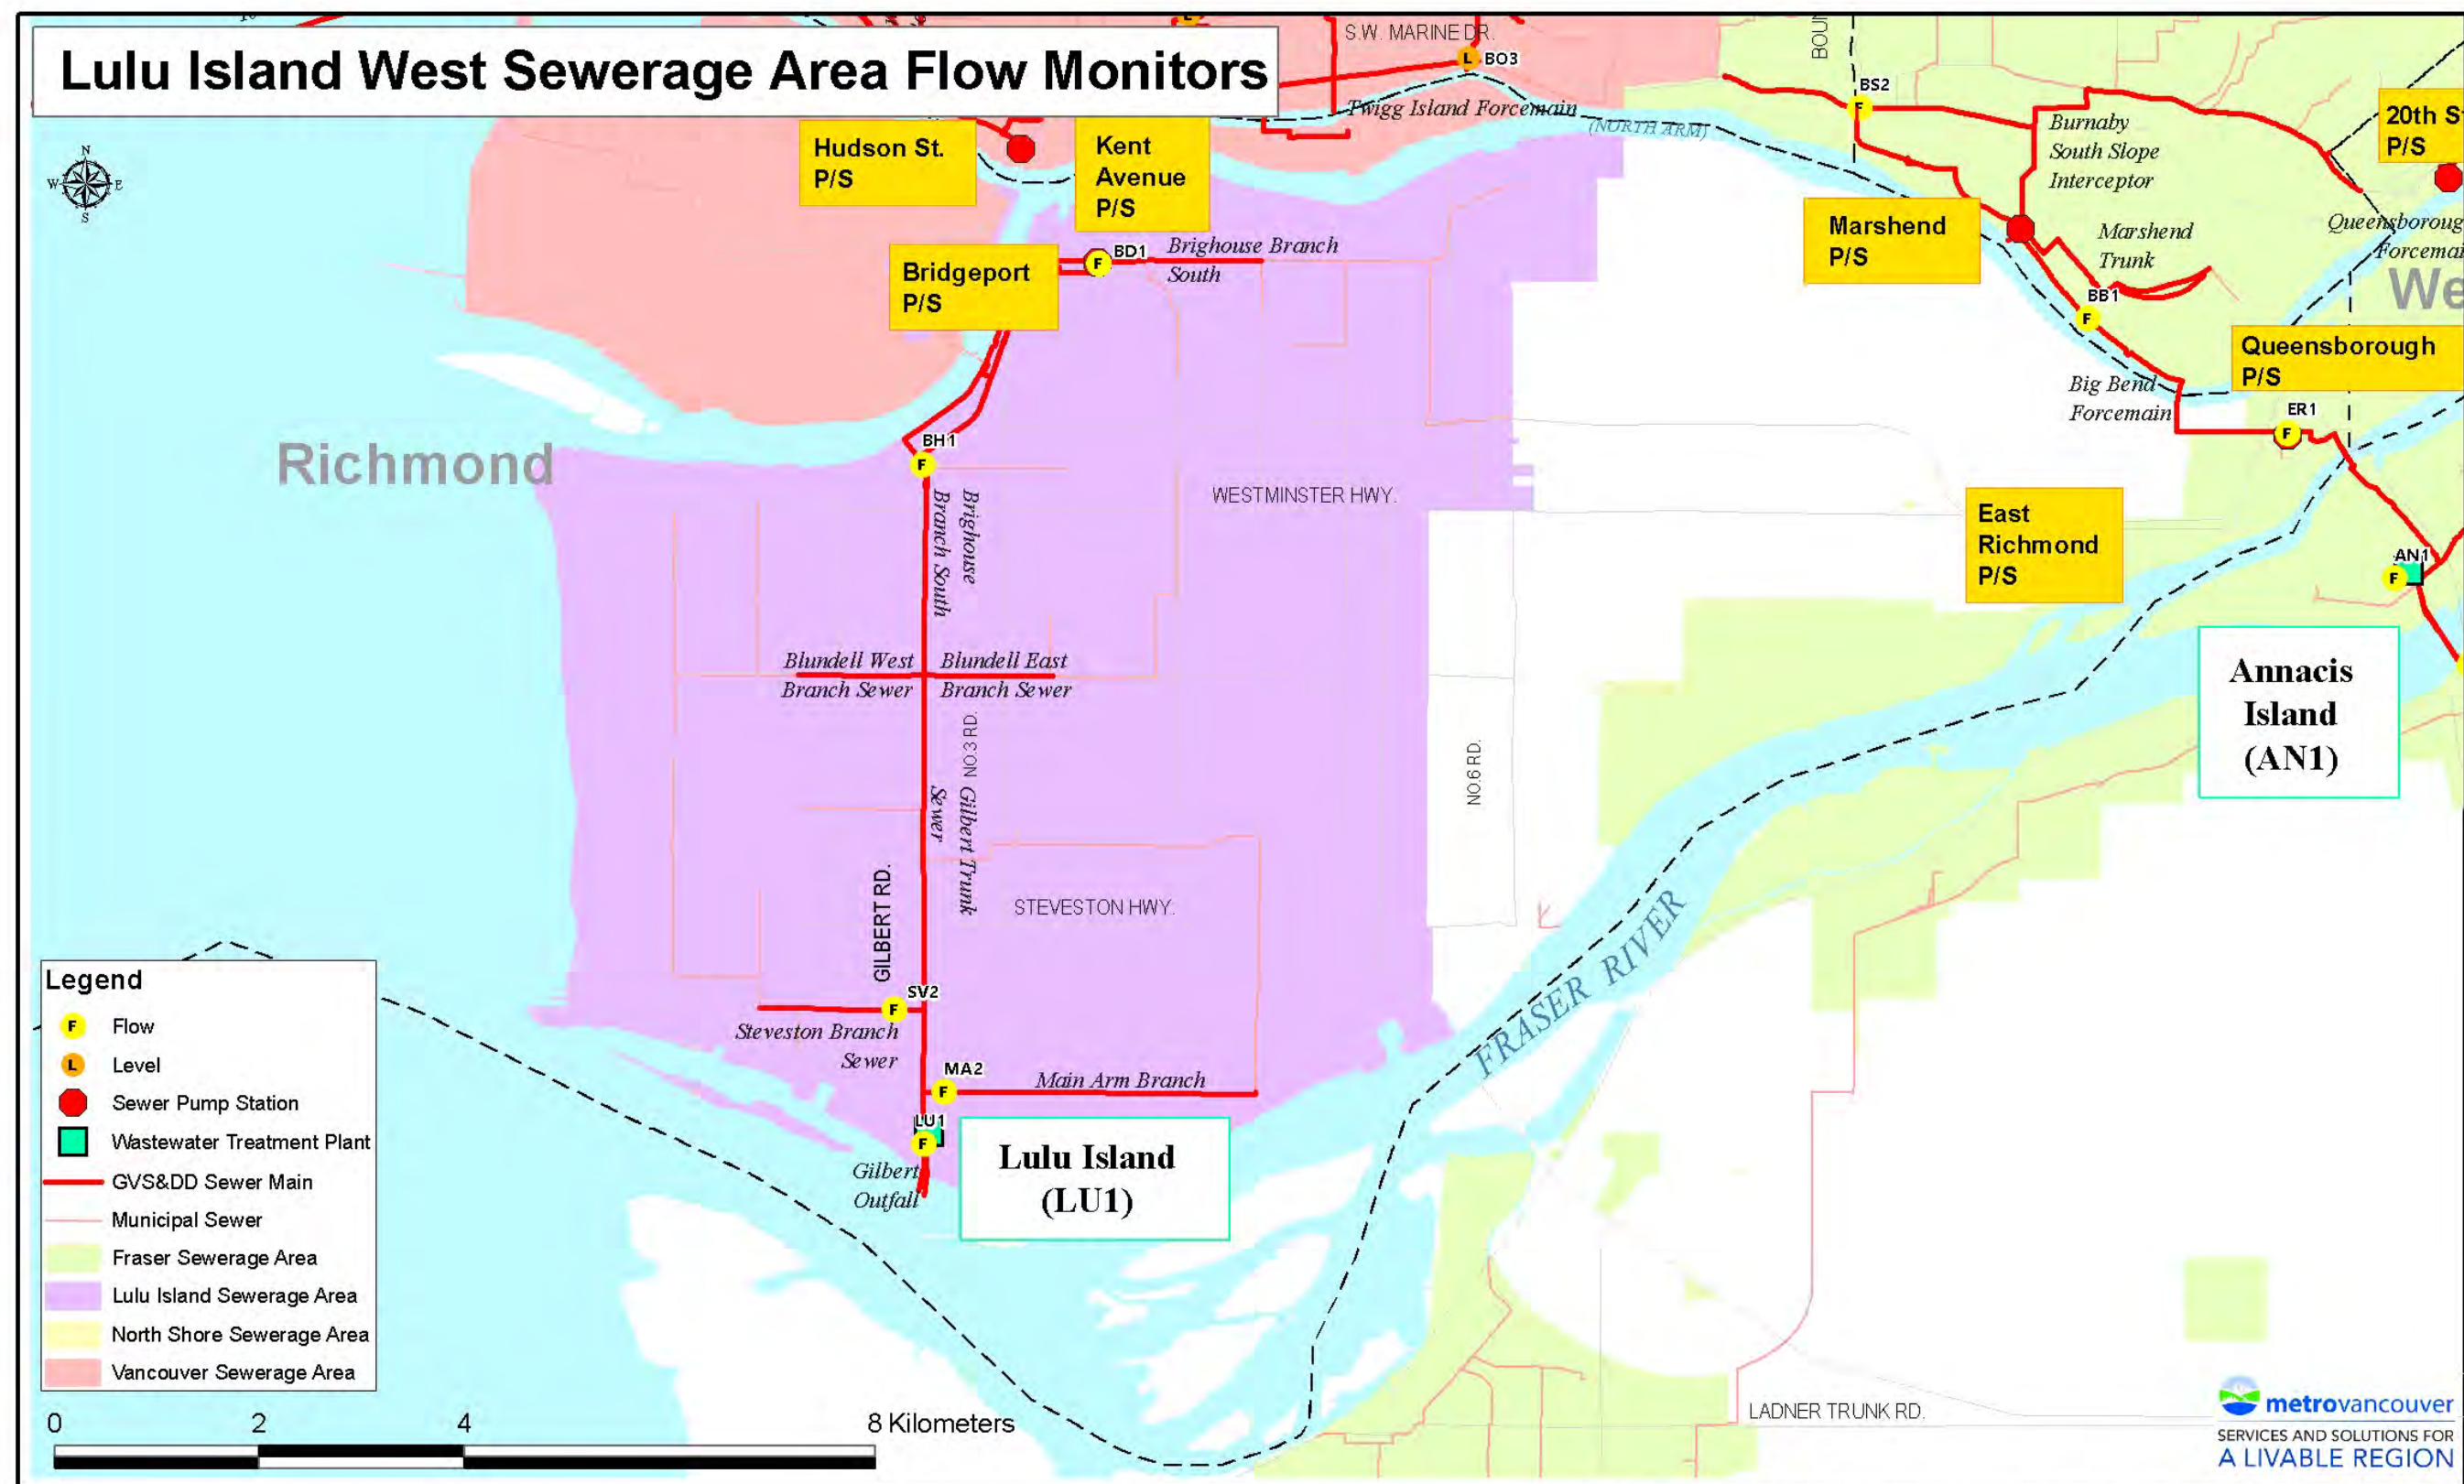 Lulu Island West Sewerage Area Flow Monitors
S.W. MARINE DR.
L BO3
Twigg Island Forcemain
(NORTH ARM)
BS2
F
Burnaby
South Slope
Interceptor
20th S
P/S
Hudson St.
P/S
Kent
Avenue
P/S
N
W E
S
Marshend
P/S
Marshend
Trunk
Queensboroug
Forcemai
We
BD1
F
Brighouse Branch
South
Bridgeport
P/S
BB1
F
Queensborough
P/S
Big Bend
Forcemain
ER1
F
Richmond
BH1
F
Brighouse
Branch South
WESTMINSTER HWY.
East
Richmond
P/S
AN1
F
Annacis
Island
(AN1)
Blundell West
Branch Sewer
Blundell East
Branch Sewer
NO.3 RD.
Gilbert Trunk
Sewer
NO.6 RD.
GILBERT RD.
STEVESTON HWY.
FRASER RIVER
SV2
F
Steveston Branch
Sewer
MA2
F
Main Arm Branch
LU1
F
Gilbert
Outfall
Lulu Island
(LU1)
Legend
F Flow
L Level
Sewer Pump Station
Wastewater Treatment Plant
GVS&DD Sewer Main
Municipal Sewer
Fraser Sewerage Area
Lulu Island Sewerage Area
North Shore Sewerage Area
Vancouver Sewerage Area
0 2 4 8 Kilometers
LADNER TRUNK RD.
metrovancouver
SERVICES AND SOLUTIONS FOR
A LIVABLE REGION